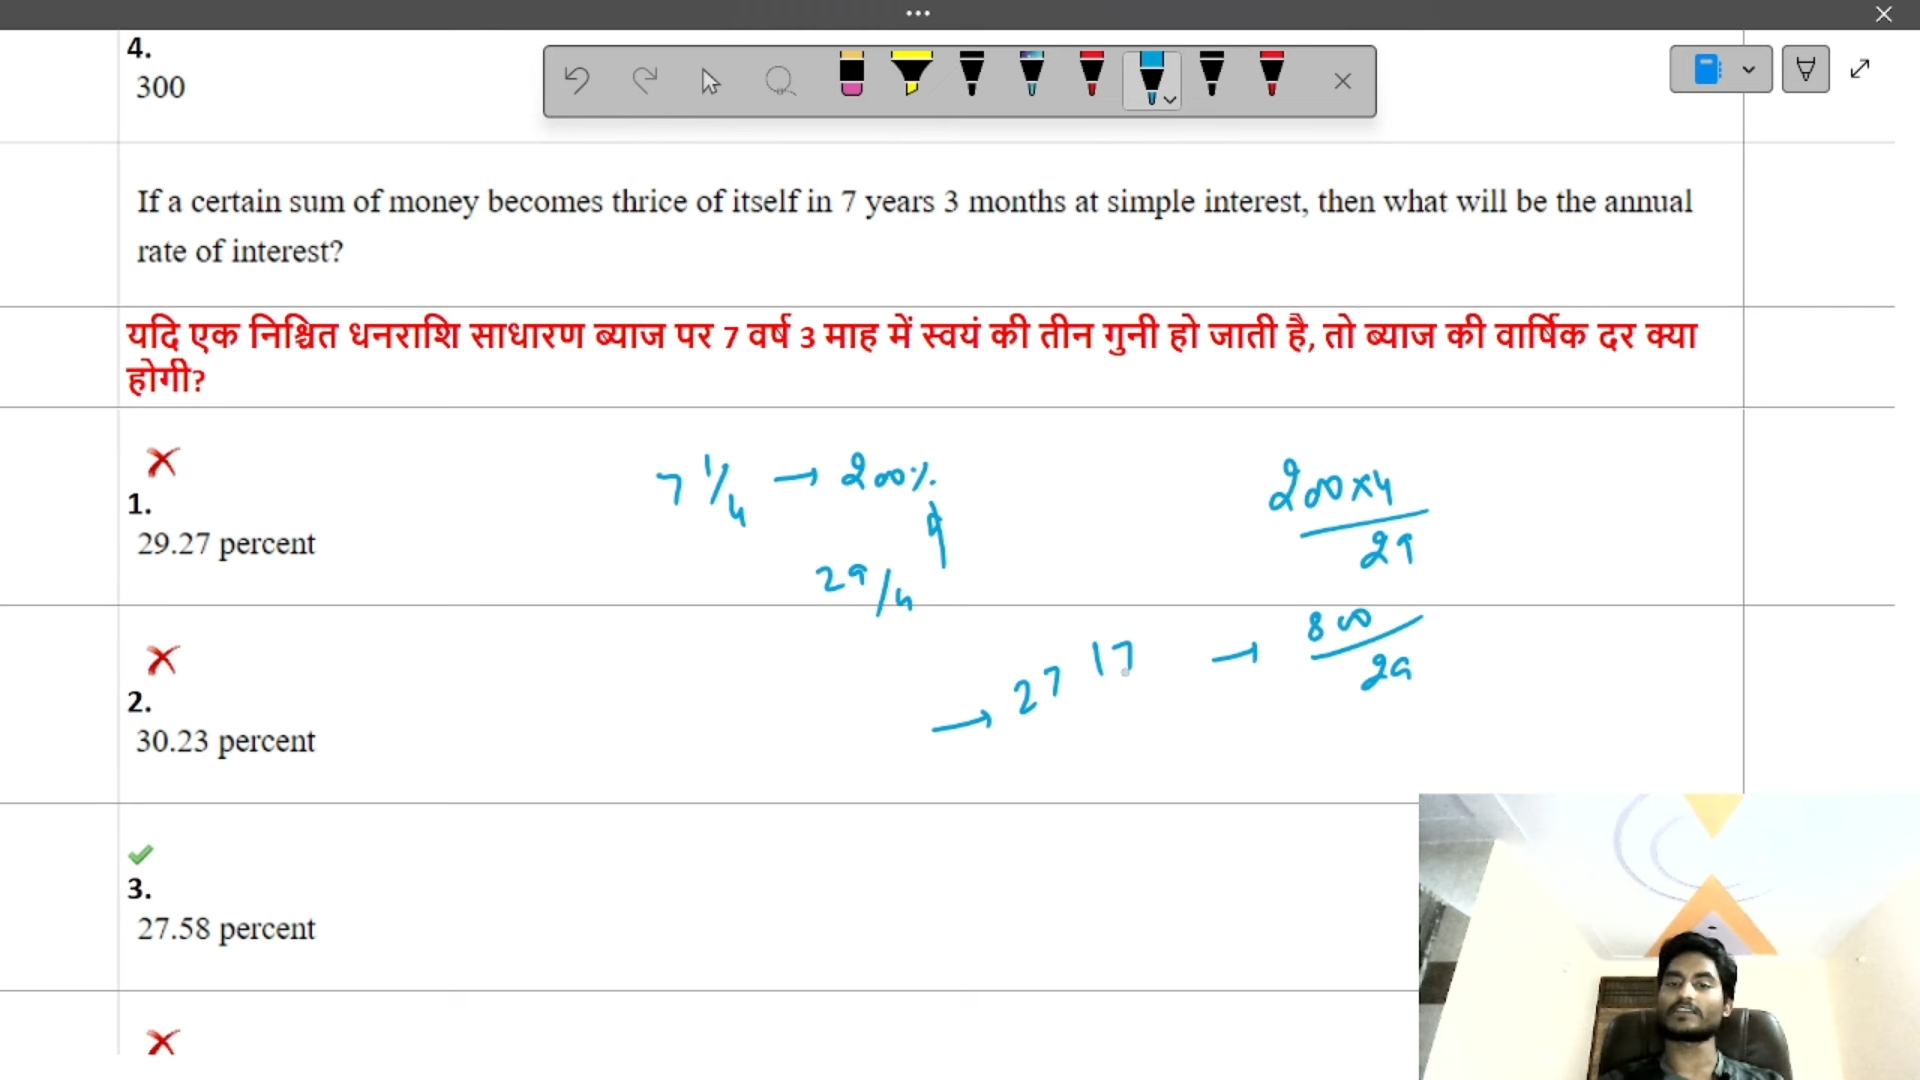 4.
300
If a certain sum of money becomes thrice of itself in 7 years 3 months at simple interest, then what will be the annual
rate of interest?
यदि एक निश्चित धनराशि साधारण ब्याज पर 7 वर्ष 3 माह में स्वयं की तीन गुनी हो जाती है, तो ब्याज की वार्षिक दर क्या
होगी?
1.
29.27 percent
7 1/4 → 200%
29/4
200×4
29
2.
30.23 percent
→ 27 17
→ 800
29
3.
27.58 percent